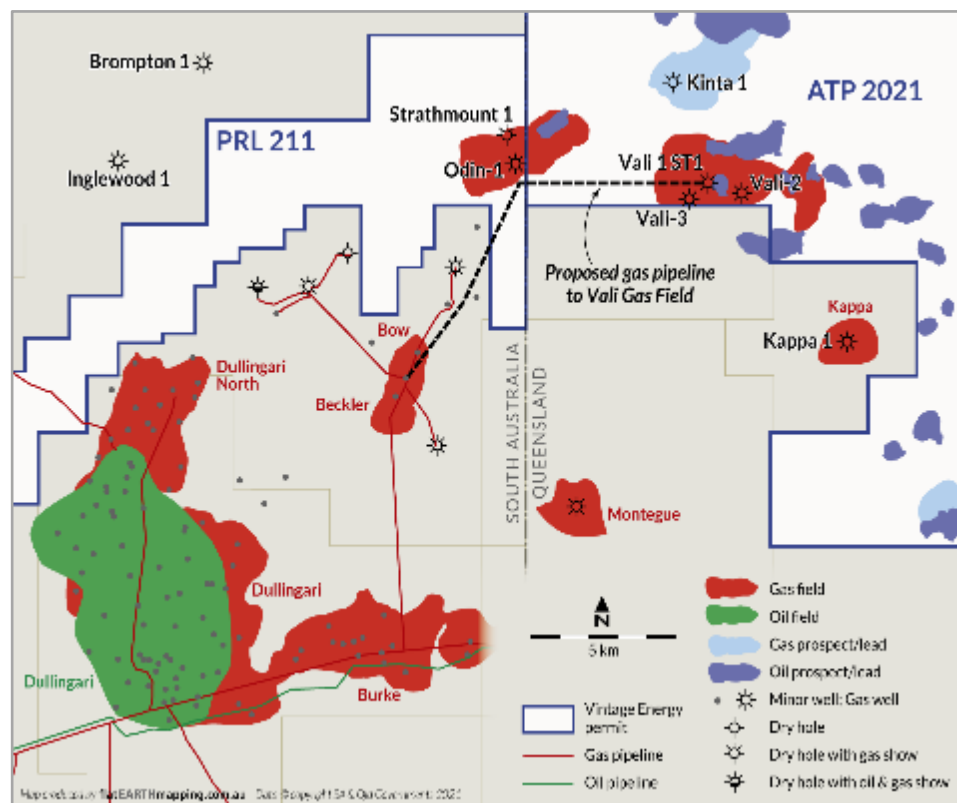 Brompton 1
Kinta 1
ATP 2021
Strathmount 1
PRL 211
Odin-1
Vali 1 ST1
Vali-2
Inglewood 1
Vali-3
Proposed gas pipeline
to Vali Gas Field
Kappa
Bow
Kappa 1
Dullingari
North
Beckler
SOUTH AUSTRALIA
QUEENSLAND
Montegue
Dullingari
Dullingari
Burke
N
5 km
Gas field
Oil field
Gas prospect/lead
Oil prospect/lead
Minor well; Gas well
Dry hole
Dry hole with gas show
Dry hole with oil & gas show
Vintage Energy
permit
Gas pipeline
Oil pipeline
flatEARTHmapping.com.au